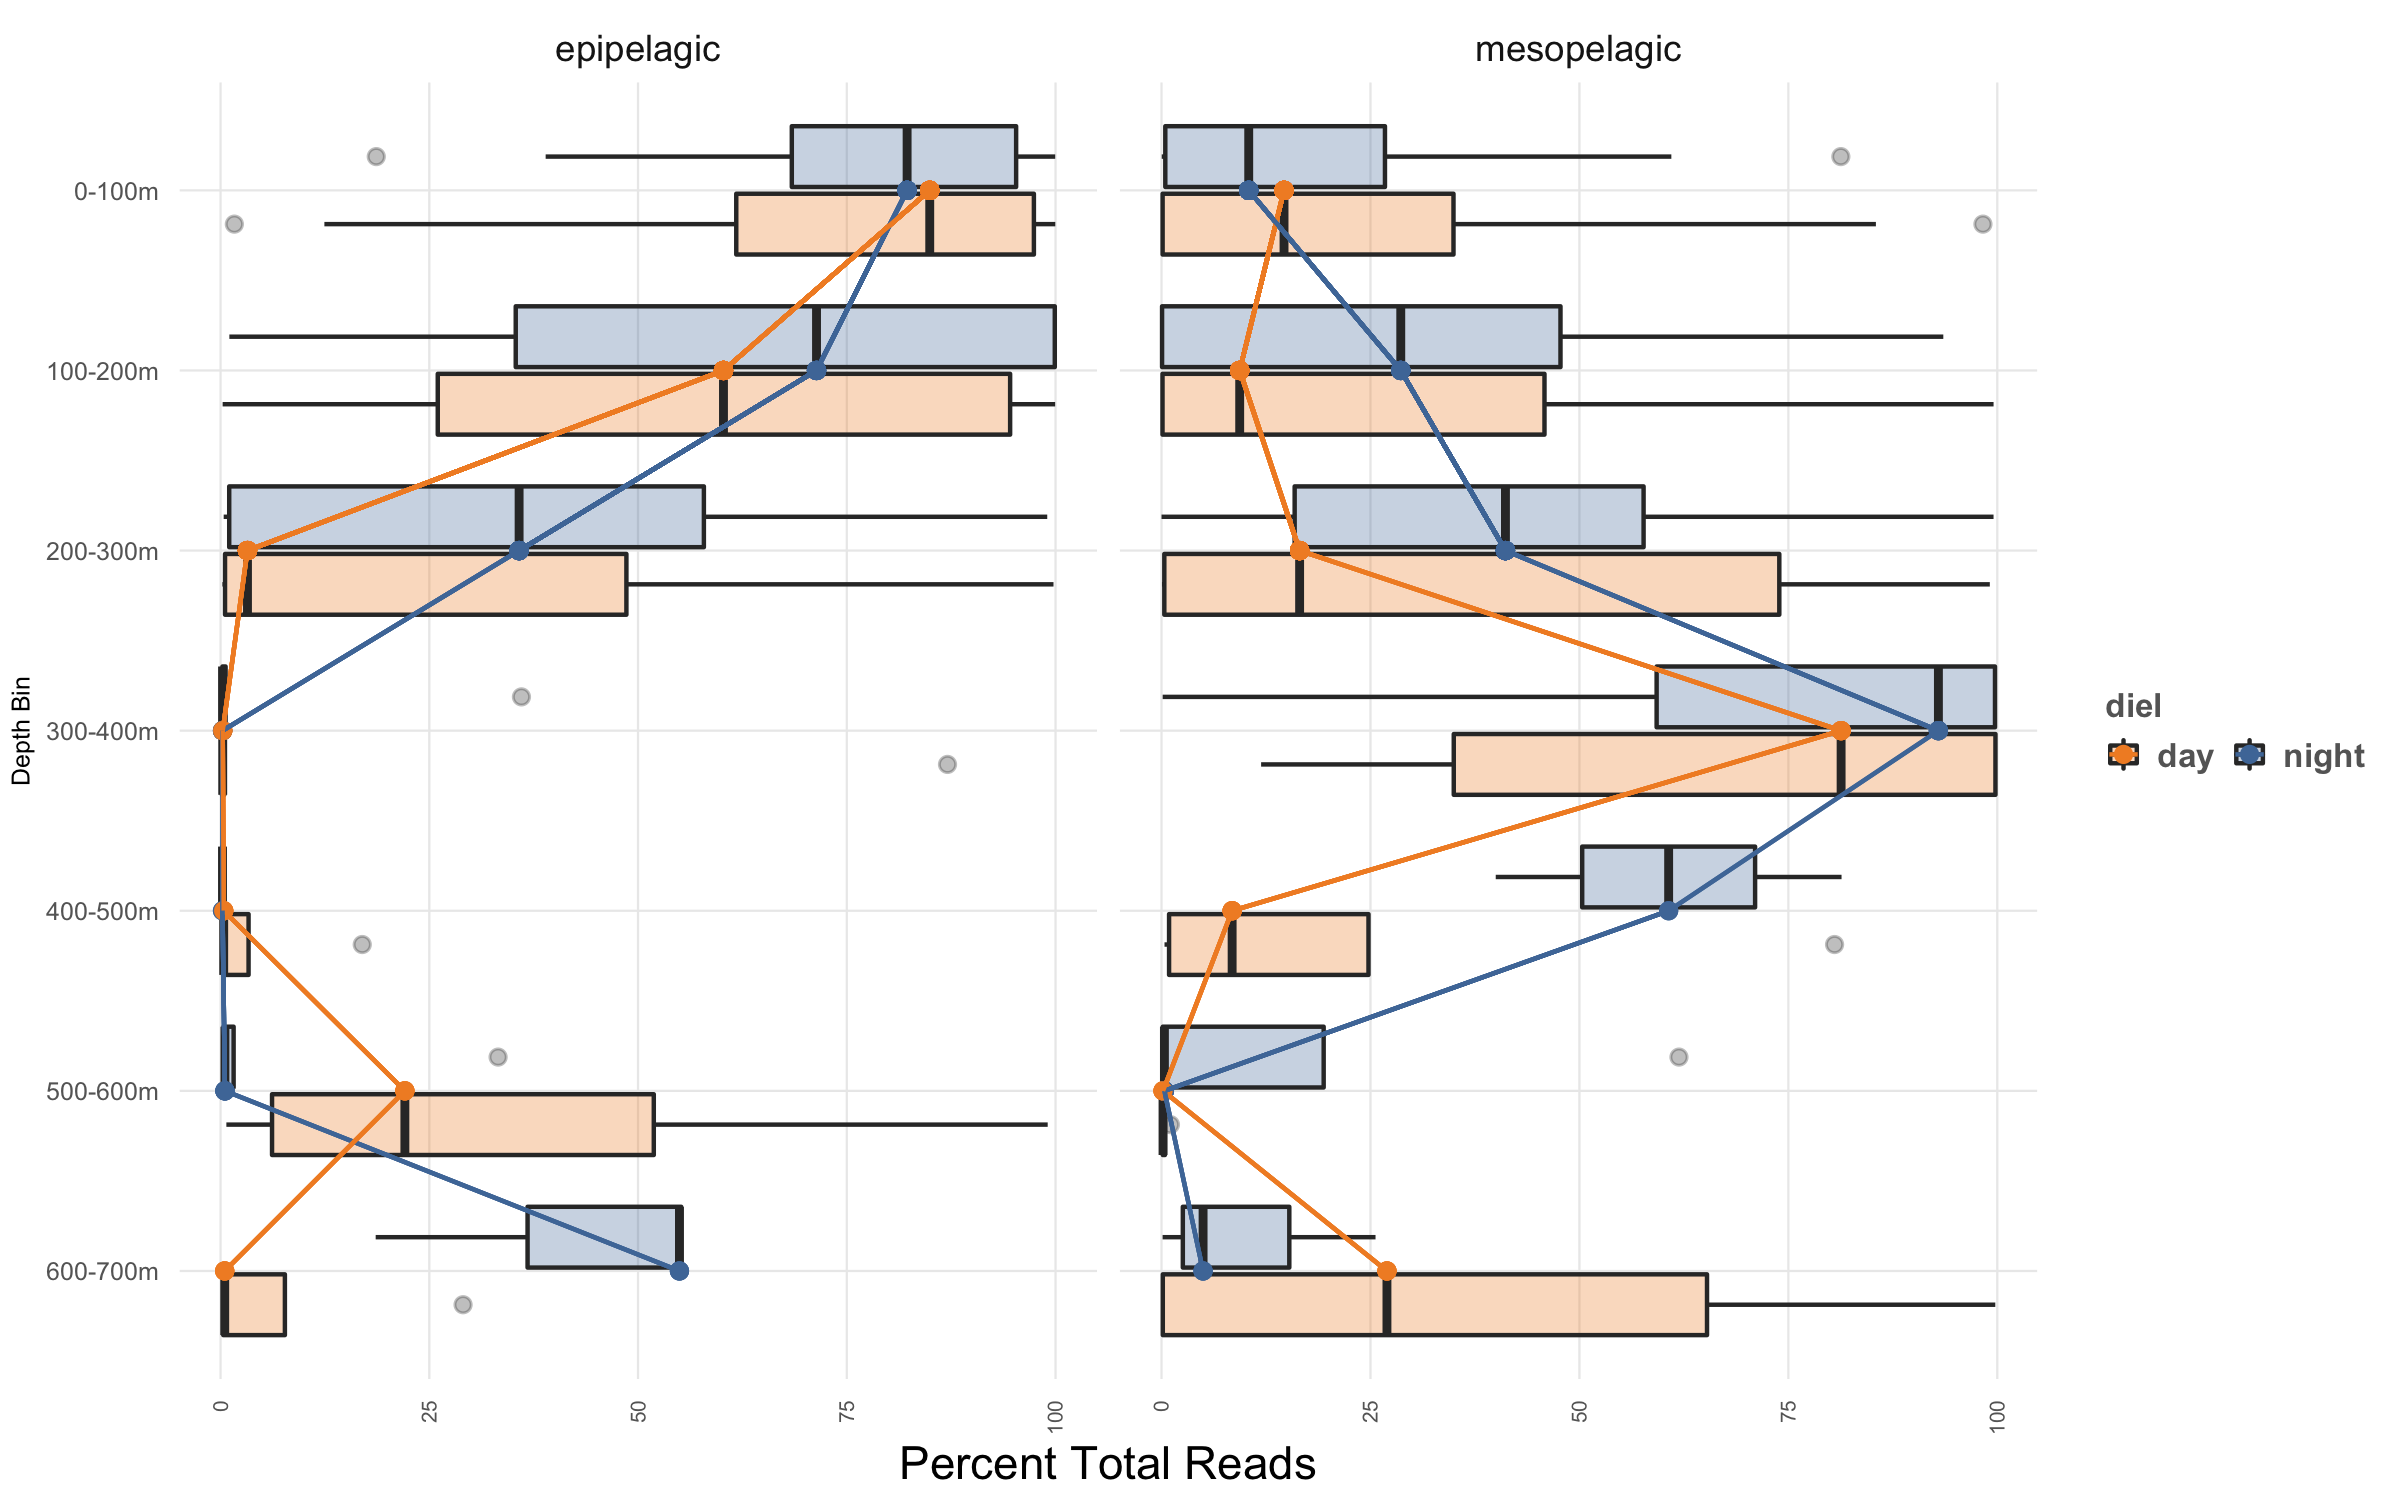 epipelagic
mesopelagic
0-100m
100-200m
200-300m
300-400m
400-500m
500-600m
600-700m
Depth Bin
0
25
50
75
100
0
25
50
75
100
Percent Total Reads
diel
day
night